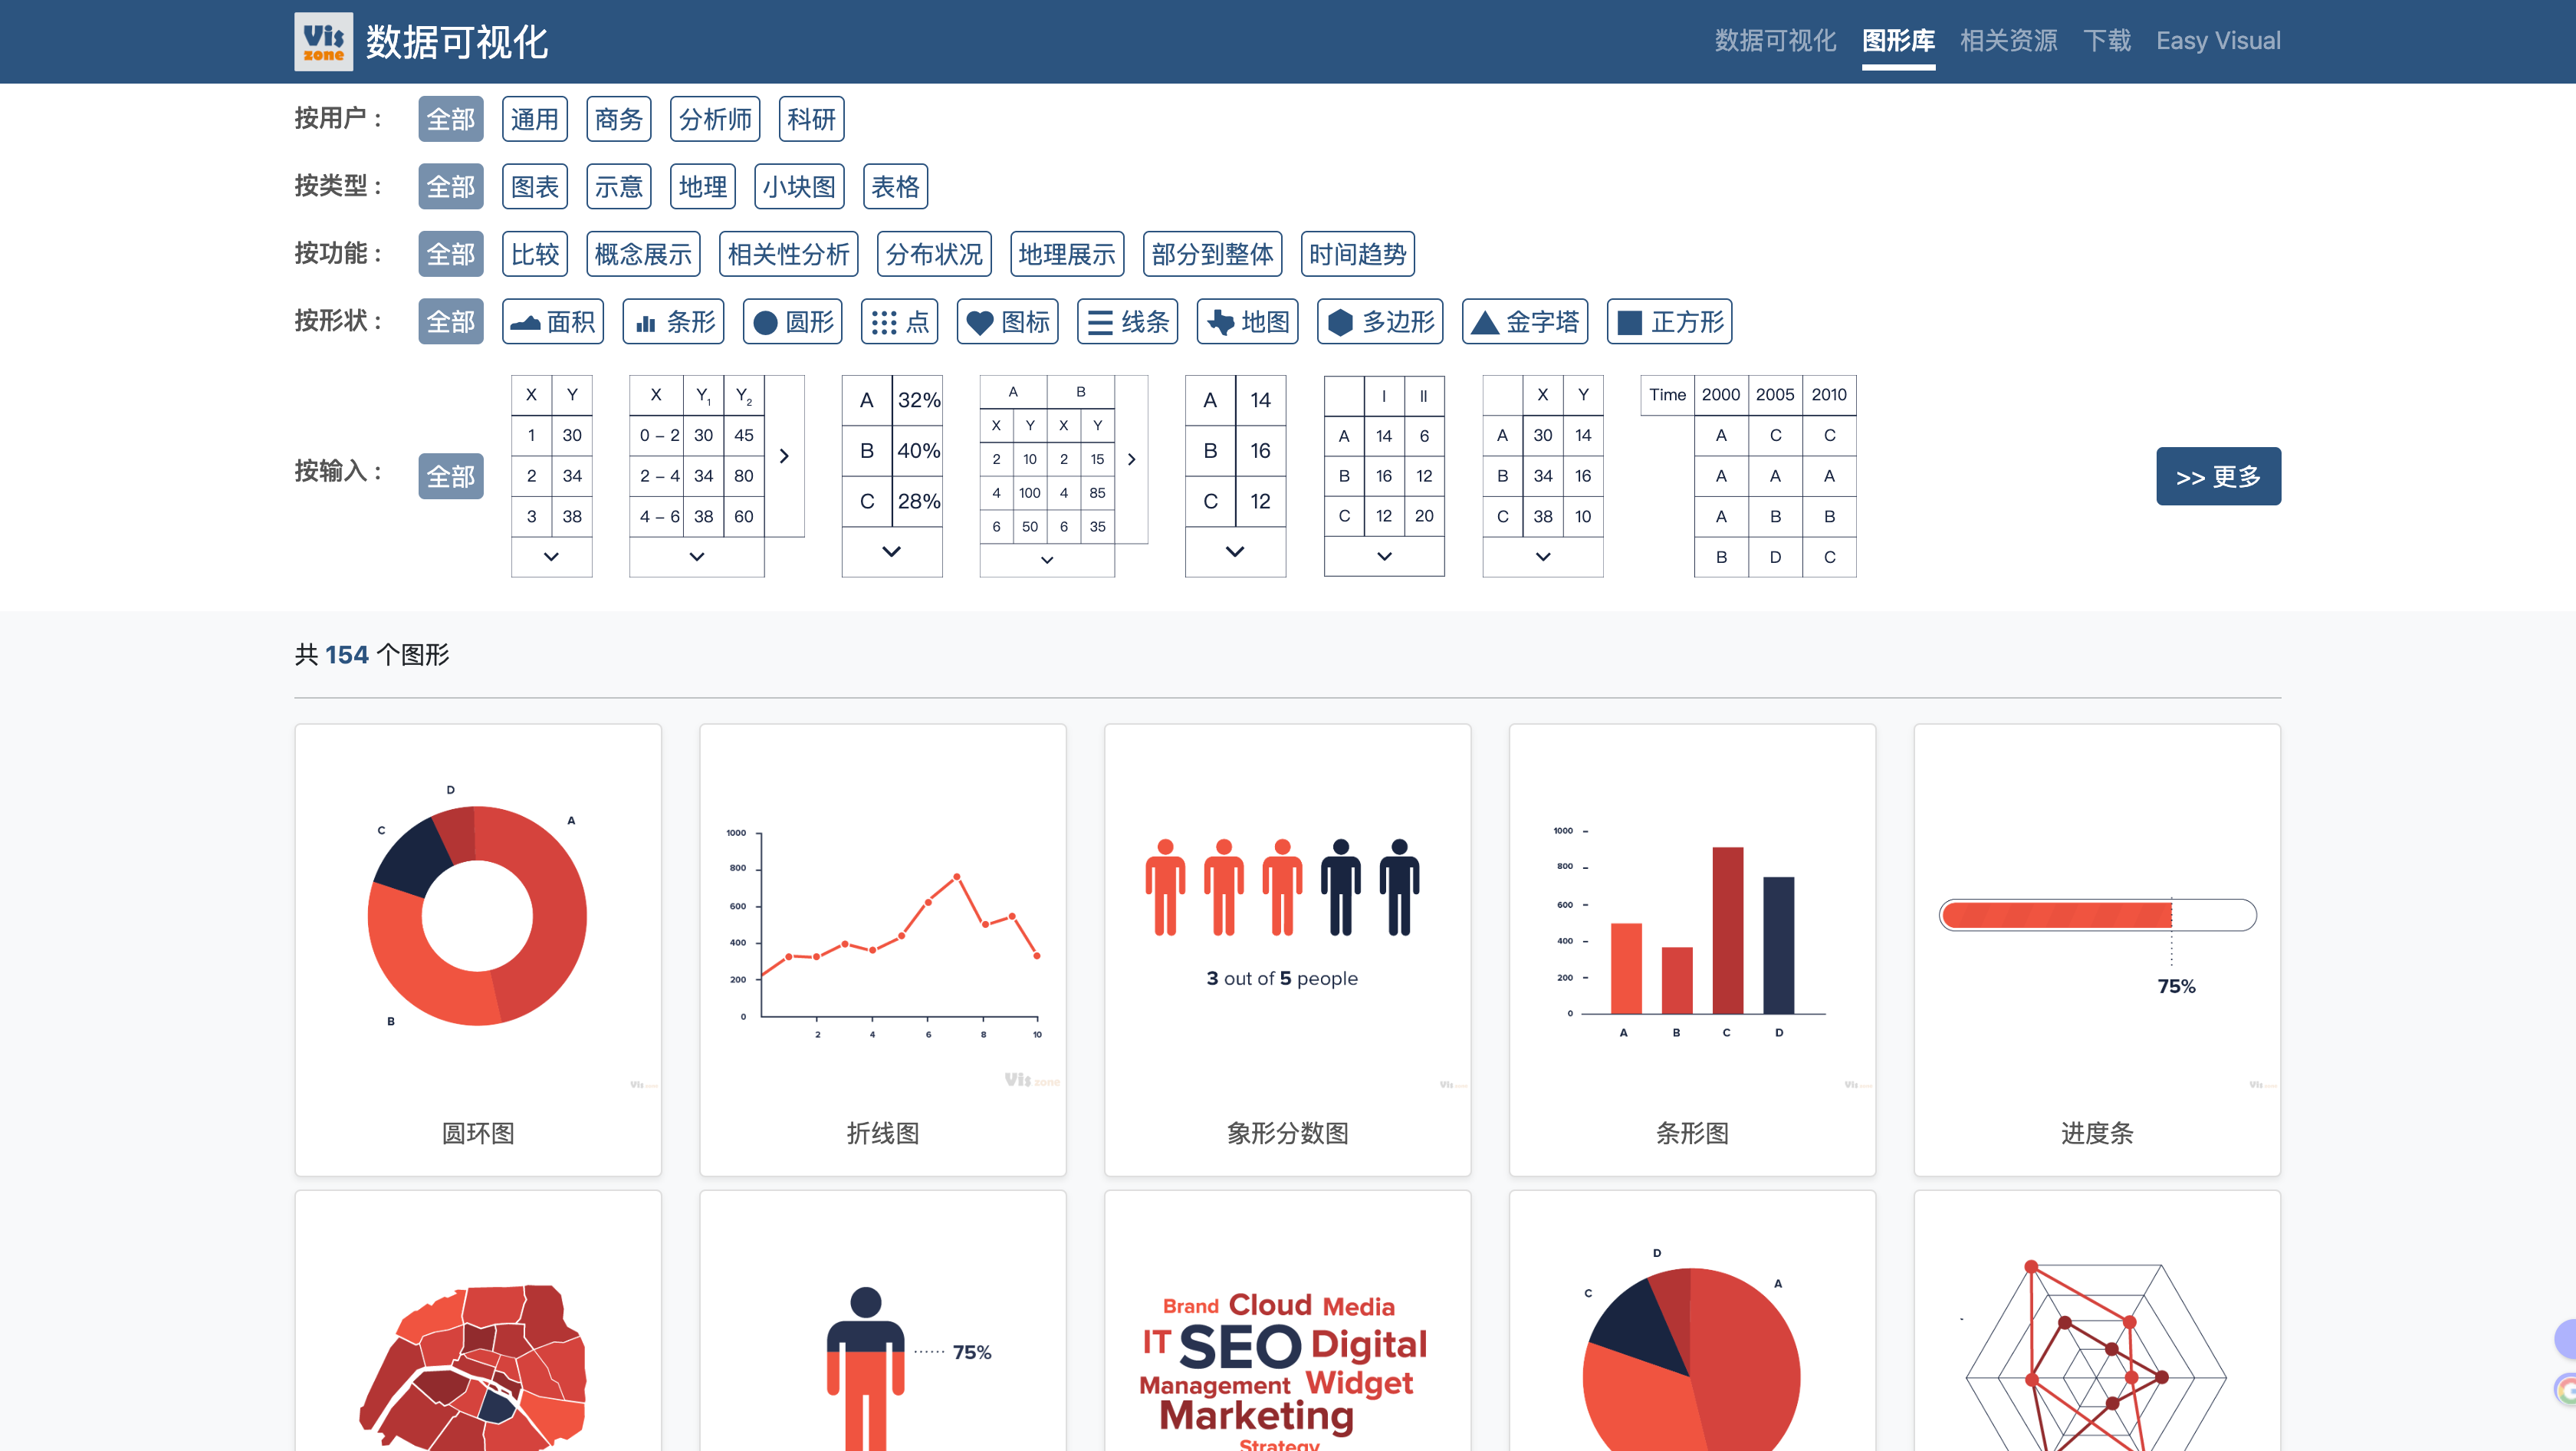 Vis
zone
数据可视化
数据可视化 图形库 相关资源 下载 Easy Visual
按用户： 全部 通用 商务 分析师 科研
按类型： 全部 图表 示意 地理 小块图 表格
按功能： 全部 比较 概念展示 相关性分析 分布状况 地理展示 部分到整体 时间趋势
按形状： 全部 面积 条形 圆形 点 图标 线条 地图 多边形 金字塔 正方形
按输入： 全部
X Y
1 30
2 34
3 38
X Y1 Y2
0 – 2 30 45
2 – 4 34 80
4 – 6 38 60
A 32%
B 40%
C 28%
A B
X Y X Y
2 10 2 15
4 100 4 85
6 50 6 35
A 14
B 16
C 12
I II
A 14 6
B 16 12
C 12 20
X Y
A 30 14
B 34 16
C 38 10
Time 2000 2005 2010
A C C
A A A
A B B
B D C
>> 更多
共 154 个图形
D
A
C
B
Vis zone
圆环图
1000
800
600
400
200
0
2 4 6 8 10
Vis zone
折线图
3 out of 5 people
Vis zone
象形分数图
1000
800
600
400
200
0
A B C D
Vis zone
条形图
75%
Vis zone
进度条
75%
Brand Cloud Media
IT SEO Digital
Management Widget
Marketing
Strategy
D
A
C